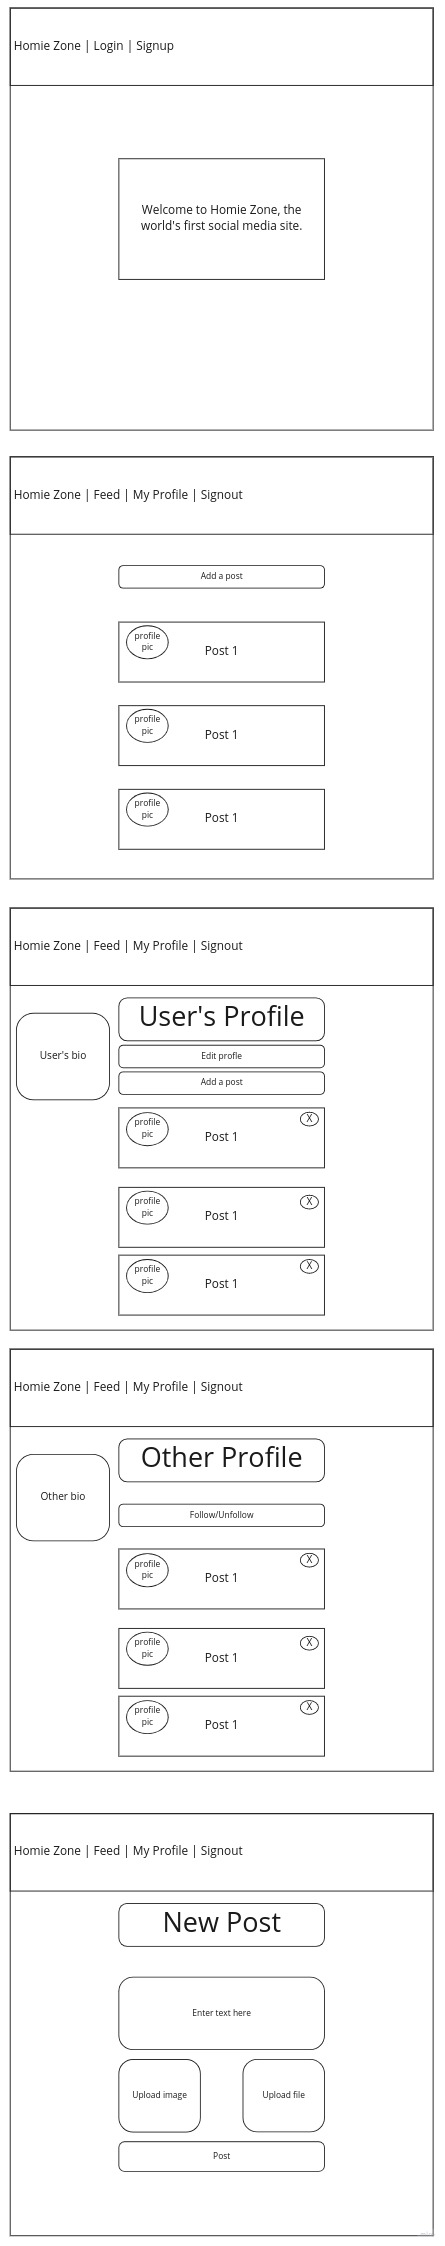 Homie Zone | Login | Signup
Welcome to Homie Zone, the
world's first social media site.
Homie Zone | Feed | My Profile | Signout
Add a post
profile
pic
Post 1
profile
pic
Post 1
profile
pic
Post 1
Homie Zone | Feed | My Profile | Signout
User's bio
User's Profile
Edit profle
Add a post
profile
pic
Post 1
X
profile
pic
Post 1
X
profile
pic
Post 1
X
Homie Zone | Feed | My Profile | Signout
Other bio
Other Profile
Follow/Unfollow
profile
pic
Post 1
X
profile
pic
Post 1
X
profile
pic
Post 1
X
Homie Zone | Feed | My Profile | Signout
New Post
Enter text here
Upload image
Upload file
Post